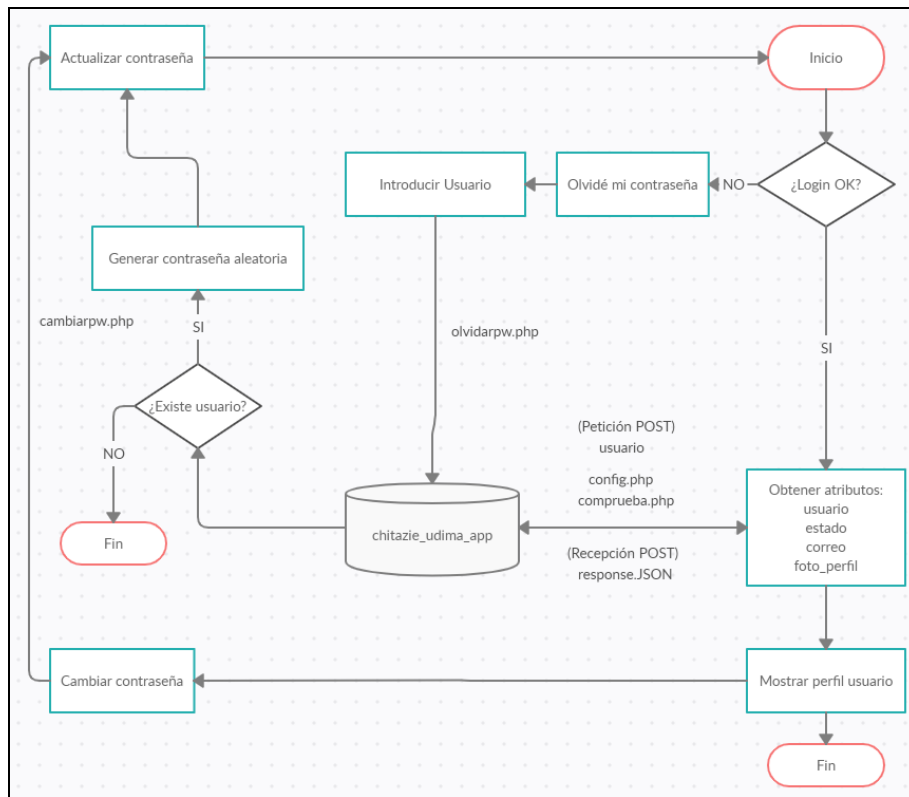 Actualizar contraseña
Inicio
Introducir Usuario
Olvidé mi contraseña
NO
¿Login OK?
Generar contraseña aleatoria
cambiarpw.php
SI
olvidarpw.php
SI
¿Existe usuario?
NO
(Petición POST)
usuario
config.php
comprueba.php
Obtener atributos:
usuario
estado
correo
foto_perfil
chitazie_udima_app
Fin
(Recepción POST)
response.JSON
Cambiar contraseña
Mostrar perfil usuario
Fin